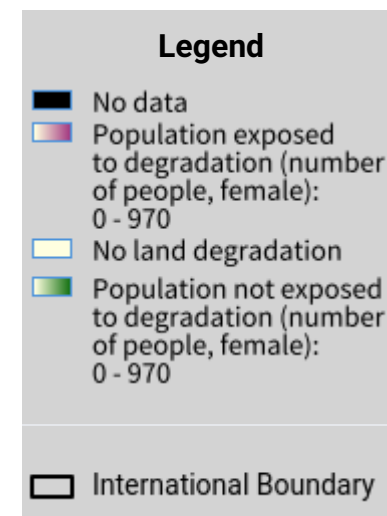 Legend
No data
Population exposed
to degradation (number
of people, female):
0 - 970
No land degradation
Population not exposed
to degradation (number
of people, female):
0 - 970
International Boundary